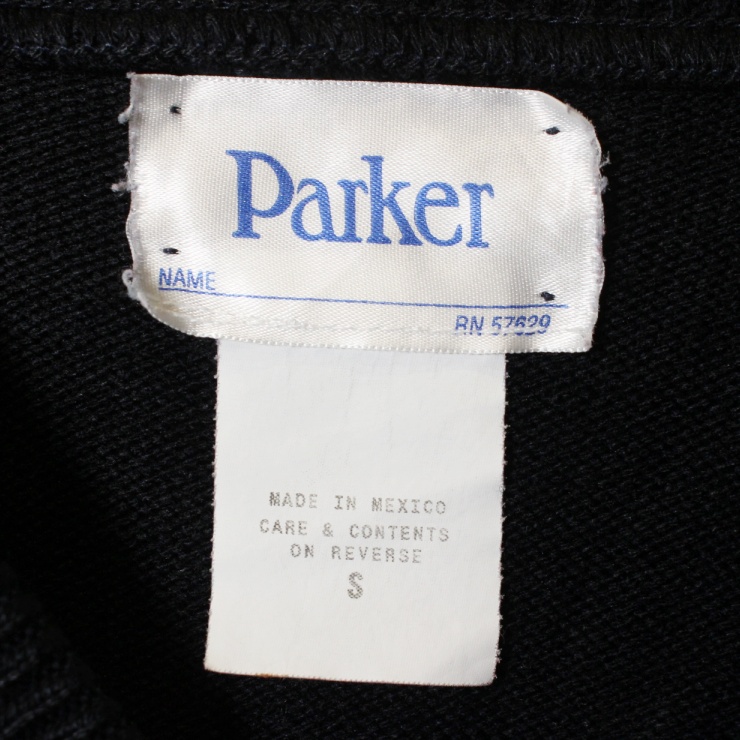 Parker
NAME
RN 57629
MADE IN MEXICO
CARE & CONTENTS
ON REVERSE
S